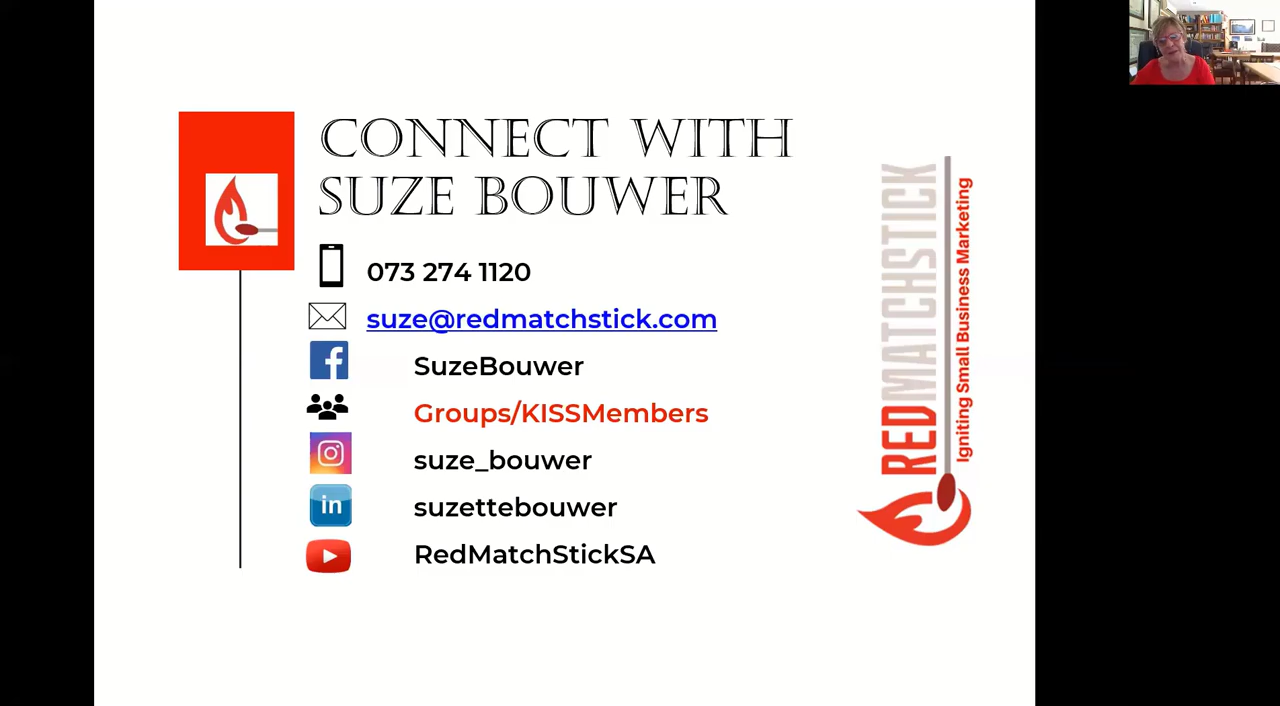 CONNECT WITH
SUZE BOUWER
073 274 1120
suze@redmatchstick.com
f
SuzeBouwer
Groups/KISSMembers
suze_bouwer
in
suzettebouwer
RedMatchStickSA
REDMATCHSTICK
Igniting Small Business Marketing